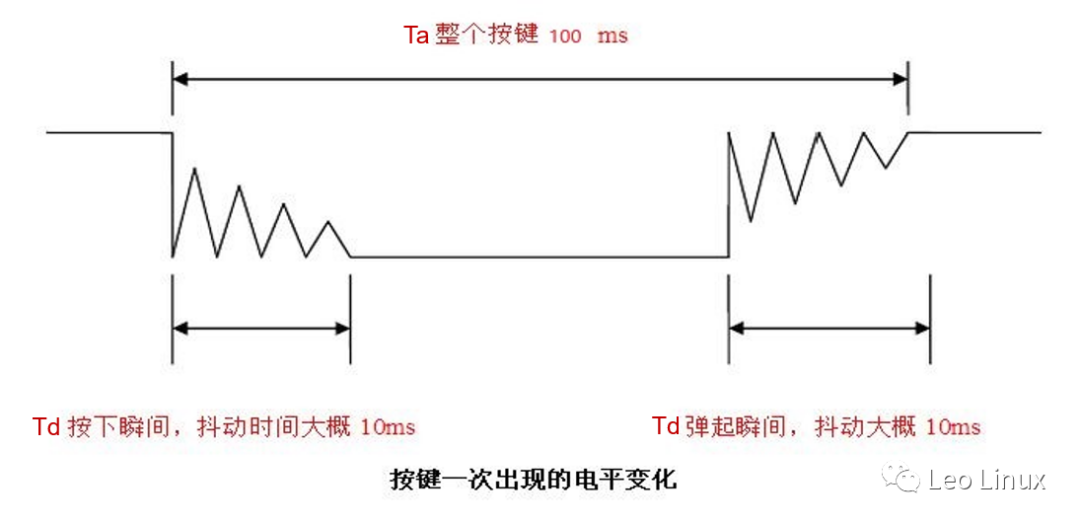 Ta 整个按键 100 ms
Td 按下瞬间，抖动时间大概 10ms
Td 弹起瞬间，抖动大概 10ms
按键一次出现的电平变化
Leo Linux